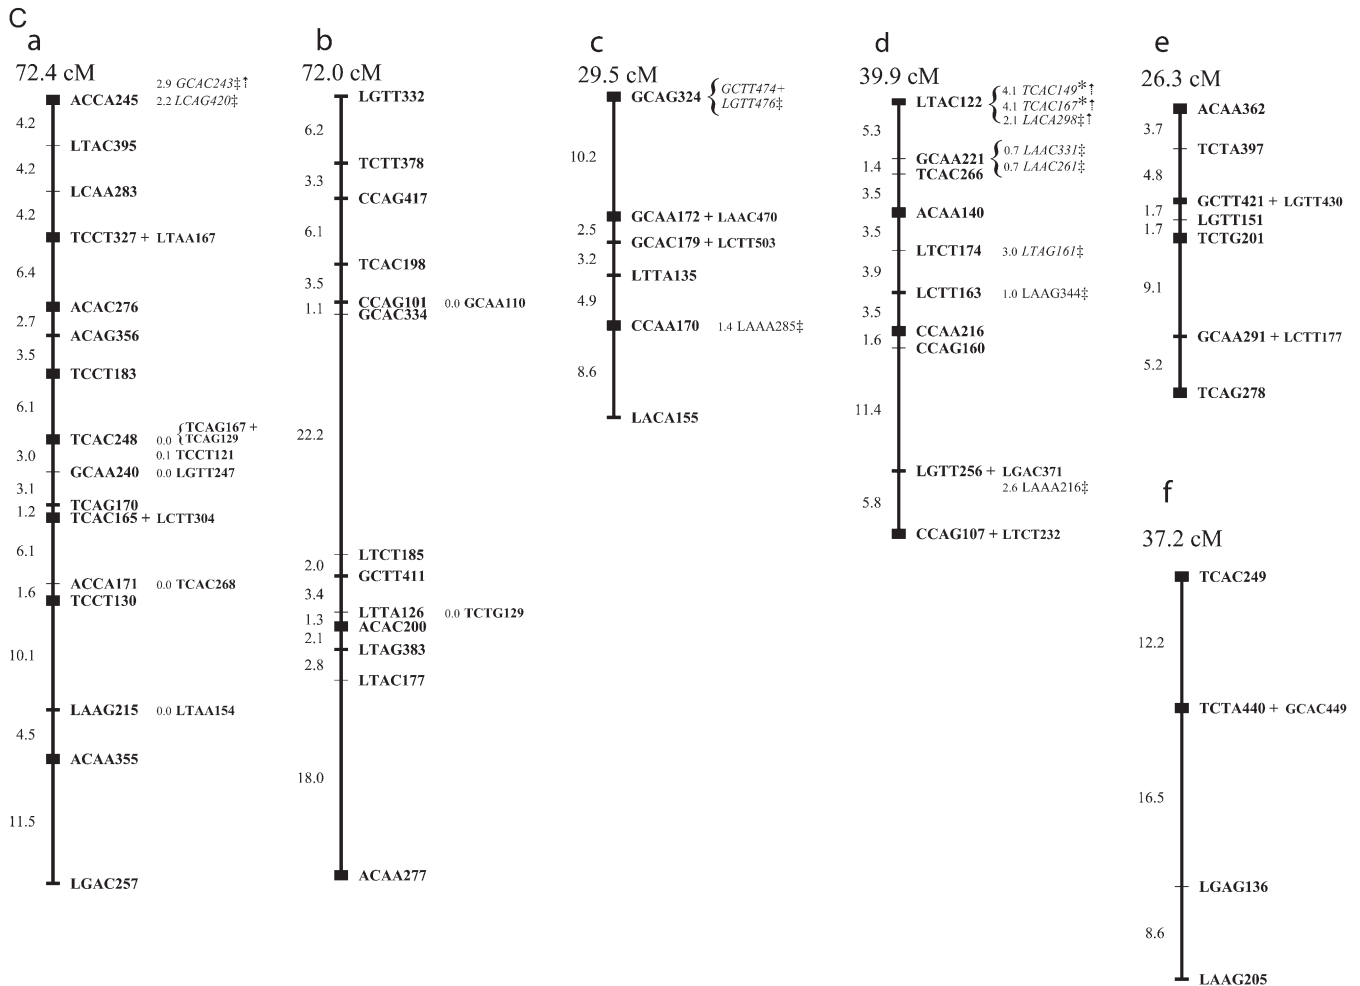 C
a
72.4 cM
2.9 GCAC243‡↑
ACCA245
2.2 LCAG420‡
4.2
LTAC395
4.2
LCAA283
4.2
TCCT327 + LTAA167
6.4
ACAC276
2.7
ACAG356
3.5
TCCT183
6.1
TCAG167 +
TCAC248 0.0 { TCAG129
3.0
0.1 TCCT121
GCAA240 0.0 LGTT247
3.1
TCAG170
1.2
TCAC165 + LCTT304
6.1
ACCA171 0.0 TCAC268
1.6
TCCT130
10.1
LAAG215 0.0 LTAA154
4.5
ACAA355
11.5
LGAC257
b
72.0 cM
LGTT332
6.2
TCTT378
3.3
CCAG417
6.1
TCAC198
3.5
CCAG101 0.0 GCAA110
1.1
GCAC334
22.2
LTCT185
2.0
GCTT411
3.4
LTTA126 0.0 TCTG129
1.3
ACAC200
2.1
LTAG383
2.8
LTAC177
18.0
ACAA277
c
29.5 cM
GCTT474+
GCAG324 {
LGTT476‡
10.2
GCAA172 + LAAC470
2.5
GCAC179 + LCTT503
3.2
LTTA135
4.9
CCAA170 1.4 LAAA285‡
8.6
LACA155
d
39.9 cM
4.1 TCAC149*↑
LTAC122 { 4.1 TCAC167*↑
2.1 LACA298‡↑
5.3
0.7 LAAC331‡
GCAA221 {
0.7 LAAC261‡
1.4
TCAC266
3.5
ACAA140
3.5
LTCT174 3.0 LTAG161‡
3.9
LCTT163 1.0 LAAG344‡
3.5
CCAA216
1.6
CCAG160
11.4
LGTT256 + LGAC371
2.6 LAAA216‡
5.8
CCAG107 + LTCT232
e
26.3 cM
ACAA362
3.7
TCTA397
4.8
GCTT421 + LGTT430
1.7
LGTT151
1.7
TCTG201
9.1
GCAA291 + LCTT177
5.2
TCAG278
f
37.2 cM
TCAC249
12.2
TCTA440 + GCAC449
16.5
LGAG136
8.6
LAAG205